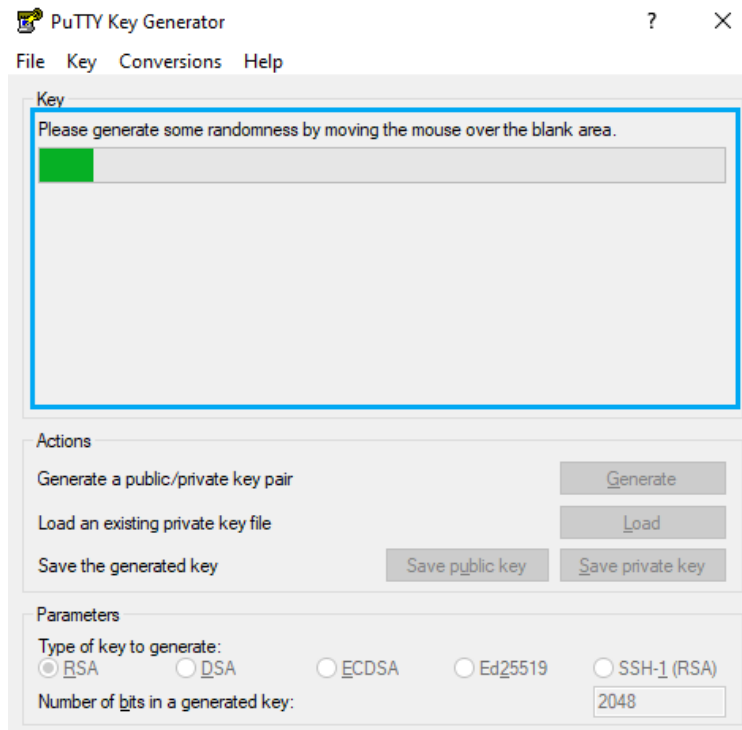 PuTTY Key Generator ? ✕
File Key Conversions Help
Key
Please generate some randomness by moving the mouse over the blank area.
Actions
Generate a public/private key pair Generate
Load an existing private key file Load
Save the generated key Save public key Save private key
Parameters
Type of key to generate:
RSA DSA ECDSA Ed25519 SSH-1 (RSA)
Number of bits in a generated key: 2048